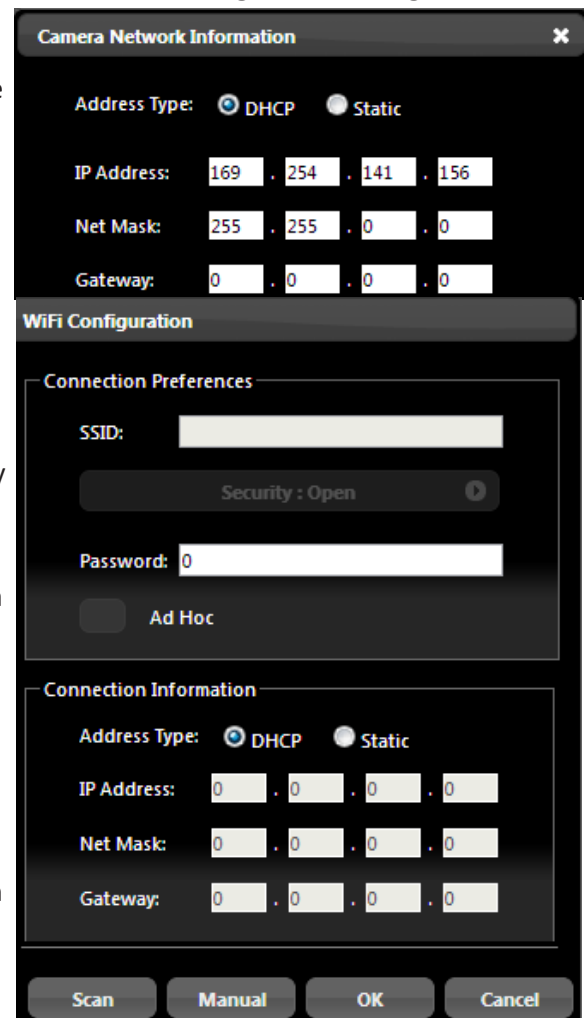 Camera Network Information ×
Address Type: DHCP Static
IP Address: 169 . 254 . 141 . 156
Net Mask: 255 . 255 . 0 . 0
Gateway: 0 . 0 . 0 . 0
WiFi Configuration
Connection Preferences
SSID:
Security : Open
Password: 0
Ad Hoc
Connection Information
Address Type: DHCP Static
IP Address: 0 . 0 . 0 . 0
Net Mask: 0 . 0 . 0 . 0
Gateway: 0 . 0 . 0 . 0
Scan Manual OK Cancel